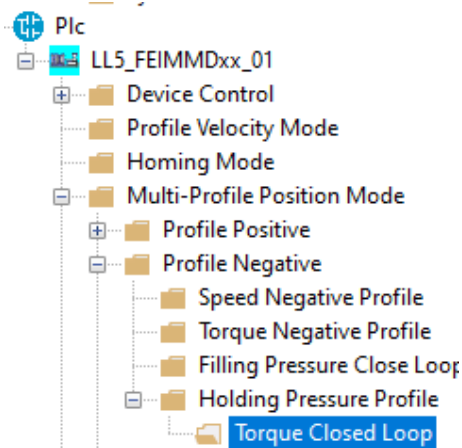 Plc
LL5_FEIMMDxx_01
Device Control
Profile Velocity Mode
Homing Mode
Multi-Profile Position Mode
Profile Positive
Profile Negative
Speed Negative Profile
Torque Negative Profile
Filling Pressure Close Loop
Holding Pressure Profile
Torque Closed Loop